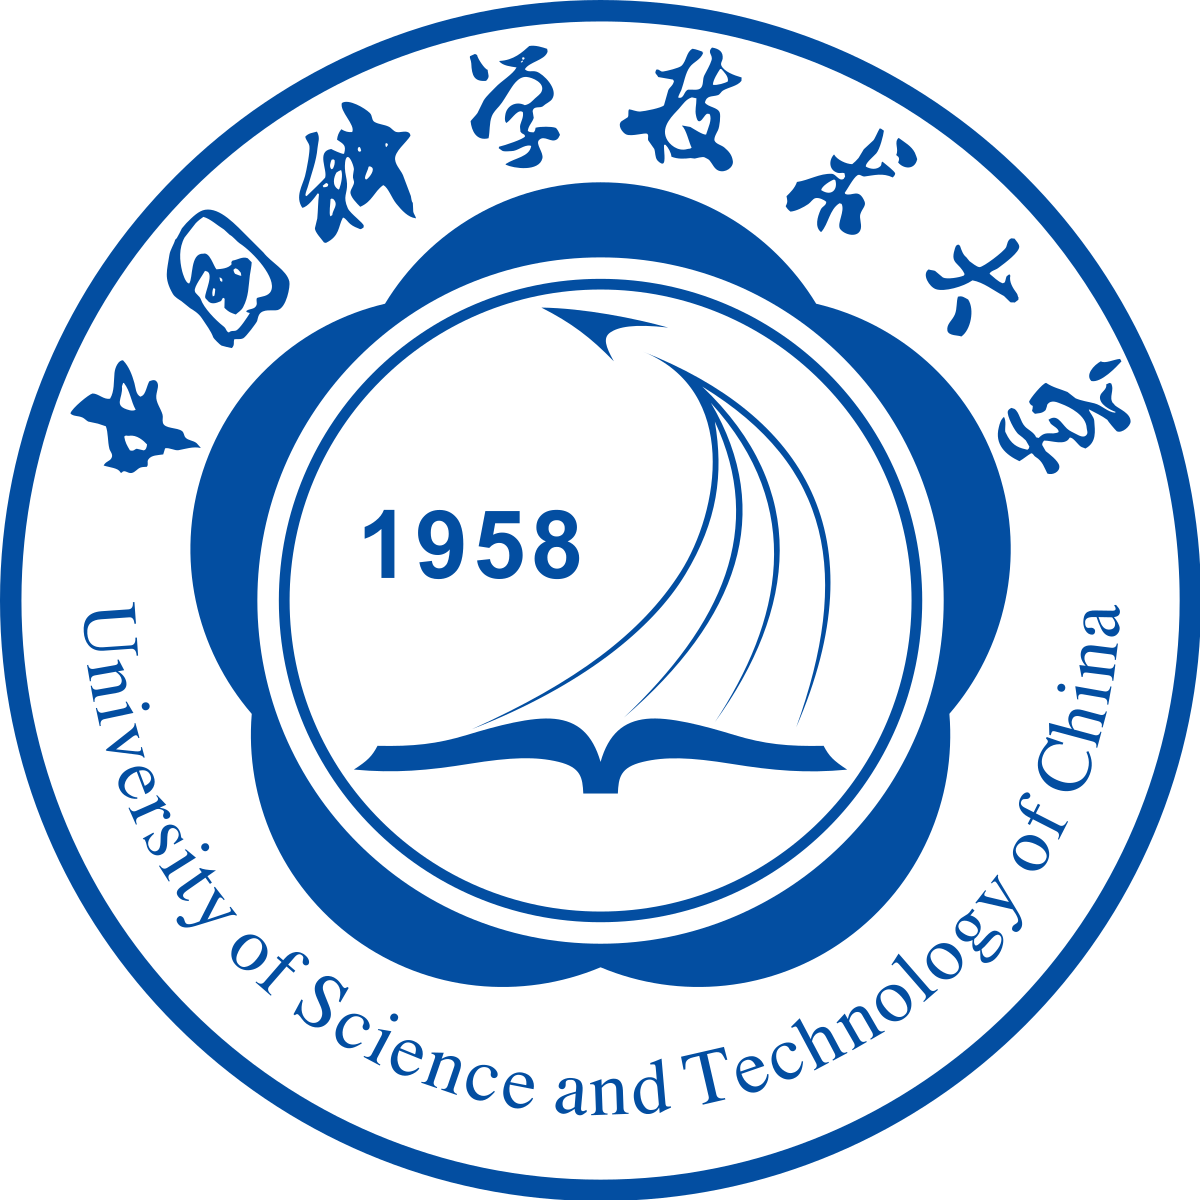 中国科学技术大学
1958
University of Science and Technology of China